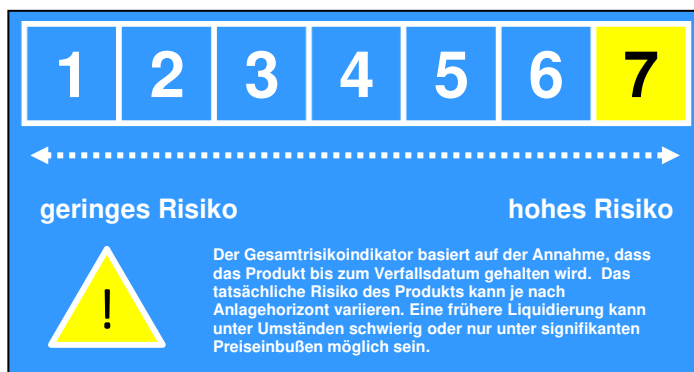 1 2 3 4 5 6 7
geringes Risiko hohes Risiko
Der Gesamtrisikoindikator basiert auf der Annahme, dass
das Produkt bis zum Verfallsdatum gehalten wird. Das
tatsächliche Risiko des Produkts kann je nach
Anlagehorizont variieren. Eine frühere Liquidierung kann
unter Umständen schwierig oder nur unter signifikanten
Preiseinbußen möglich sein.
!